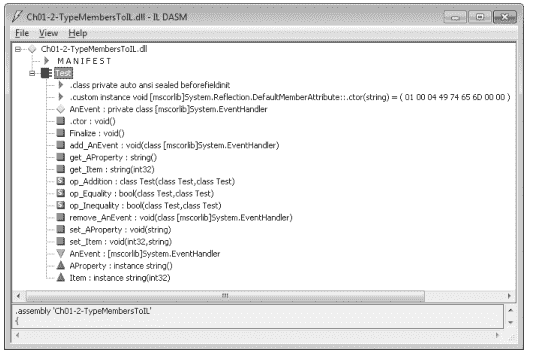 Ch01-2-TypeMembersToIL.dll - IL DASM
File View Help
Ch01-2-TypeMembersToIL.dll
MANIFEST
Test
.class private auto ansi sealed beforefieldinit
.custom instance void [mscorlib]System.Reflection.DefaultMemberAttribute::.ctor(string) = ( 01 00 04 49 74 65 6D 00 00 )
AnEvent : private class [mscorlib]System.EventHandler
.ctor : void()
Finalize : void()
add_AnEvent : void(class [mscorlib]System.EventHandler)
get_AProperty : string()
get_Item : string(int32)
S op_Addition : class Test(class Test,class Test)
S op_Equality : bool(class Test,class Test)
S op_Inequality : bool(class Test,class Test)
remove_AnEvent : void(class [mscorlib]System.EventHandler)
set_AProperty : void(string)
set_Item : void(int32,string)
AnEvent : [mscorlib]System.EventHandler
AProperty : instance string()
Item : instance string(int32)
.assembly 'Ch01-2-TypeMembersToIL'
{